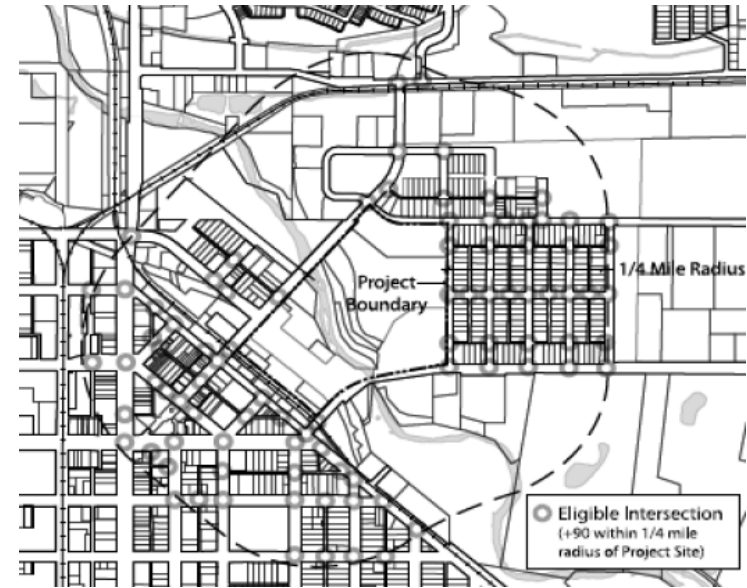 Project
Boundary
1/4 Mile Radius
Eligible Intersection
(+90 within 1/4 mile
radius of Project Site)